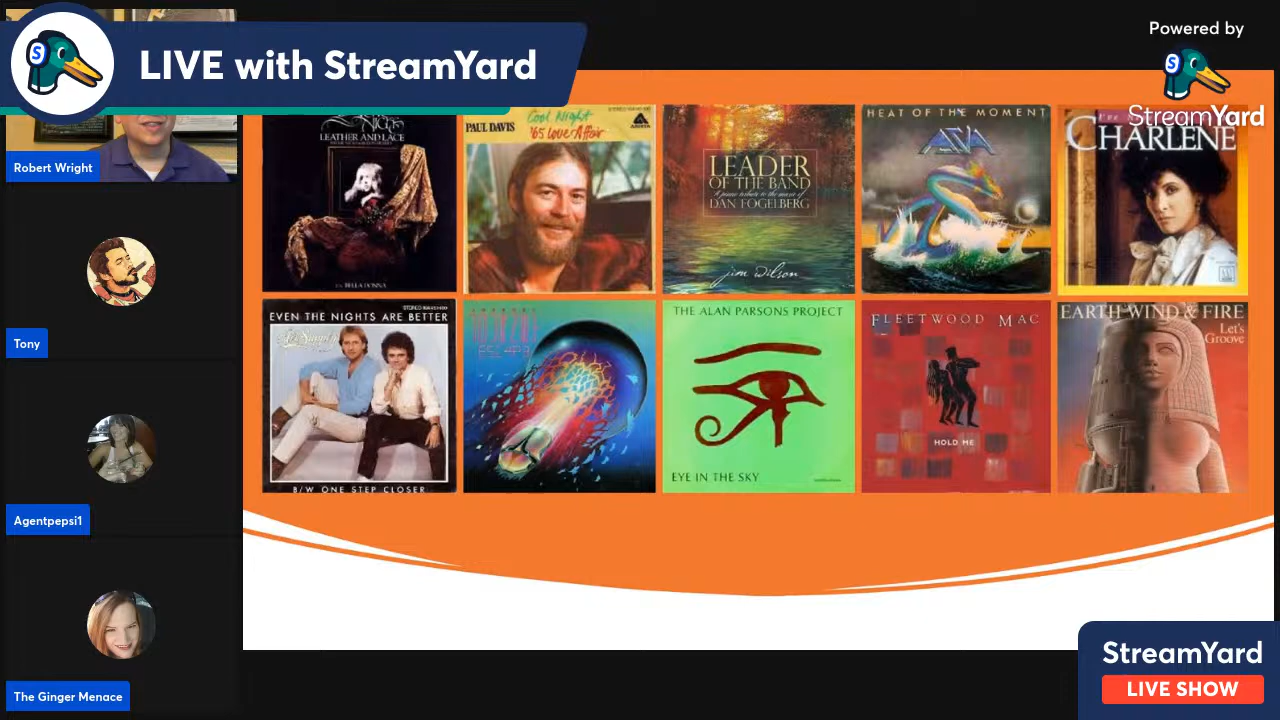 LIVE with StreamYard
Powered by
StreamYard
Robert Wright
Tony
Agentpepsi1
The Ginger Menace
LEATHER AND LACE
BELLA DONNA
PAUL DAVIS
Cool Night
'65 Love Affair
ARISTA
LEADER
OF THE BAND
A piano tribute to the music of
DAN FOGELBERG
jim wilson
HEAT OF THE MOMENT
ASIA
CHARLENE
EVEN THE NIGHTS ARE BETTER
Air Supply
B/W ONE STEP CLOSER
ESCAPE
THE ALAN PARSONS PROJECT
EYE IN THE SKY
FLEETWOOD MAC
HOLD ME
EARTH WIND & FIRE
Let's
Groove
StreamYard
LIVE SHOW